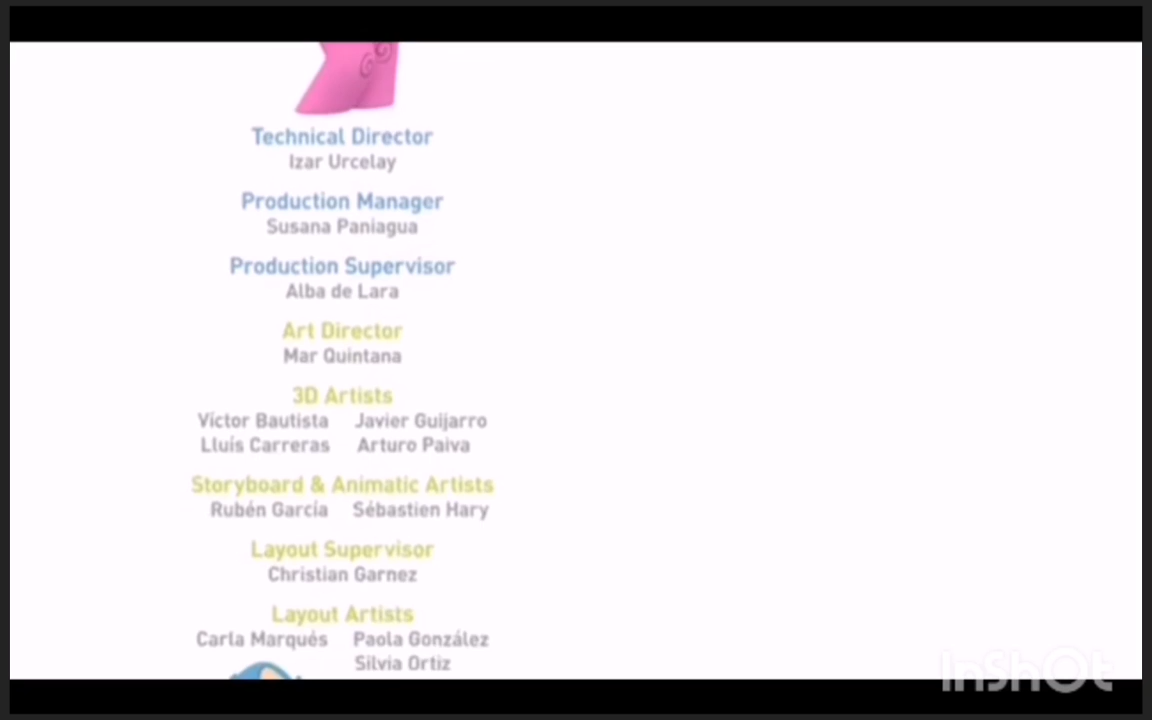 Technical Director
Izar Urcelay
Production Manager
Susana Paniagua
Production Supervisor
Alba de Lara
Art Director
Mar Quintana
3D Artists
Víctor Bautista Javier Guijarro
Lluís Carreras Arturo Paiva
Storyboard & Animatic Artists
Rubén García Sébastien Hary
Layout Supervisor
Christian Garnez
Layout Artists
Carla Marqués Paola González
Silvia Ortiz
InShOt